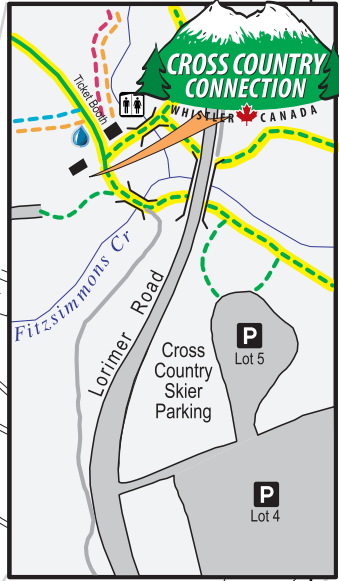 CROSS COUNTRY
CONNECTION
WHISTLER CANADA
Ticket Booth
Fitzsimmons Cr
Lorimer Road
P
Lot 5
Cross
Country
Skier
Parking
P
Lot 4